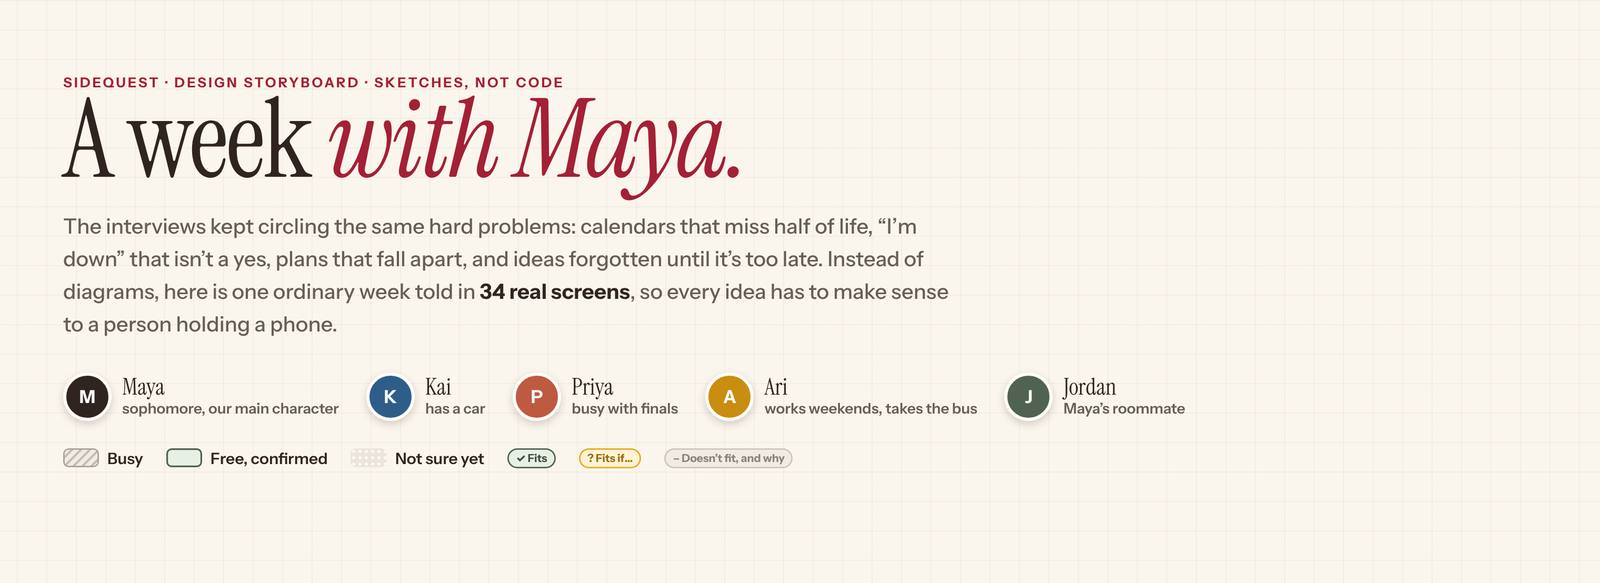 SIDEQUEST · DESIGN STORYBOARD · SKETCHES, NOT CODE
A week with Maya.
The interviews kept circling the same hard problems: calendars that miss half of life, “I’m
down” that isn’t a yes, plans that fall apart, and ideas forgotten until it’s too late. Instead of
diagrams, here is one ordinary week told in 34 real screens, so every idea has to make sense
to a person holding a phone.
M Maya
sophomore, our main character
K Kai
has a car
P Priya
busy with finals
A Ari
works weekends, takes the bus
J Jordan
Maya’s roommate
Busy Free, confirmed Not sure yet ✓ Fits ? Fits if… – Doesn’t fit, and why